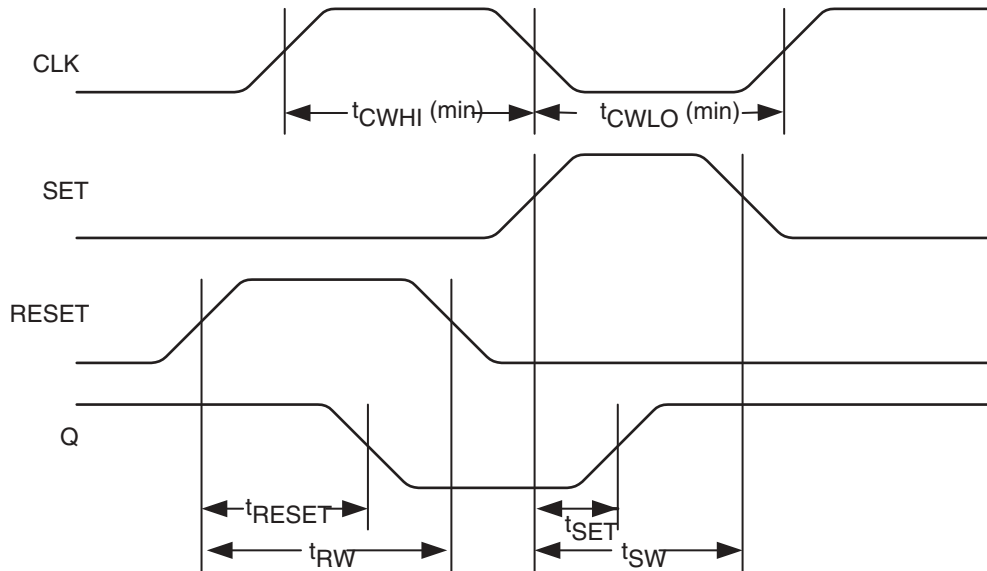 CLK
tCWHI (min)
tCWLO (min)
SET
RESET
Q
tRESET
tSET
tRW
tSW